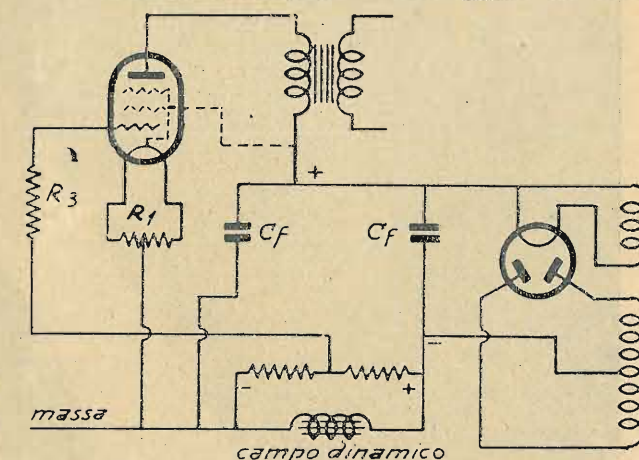 +
R3
R1
Cf
Cf
-
- +
massa
campo dinamico